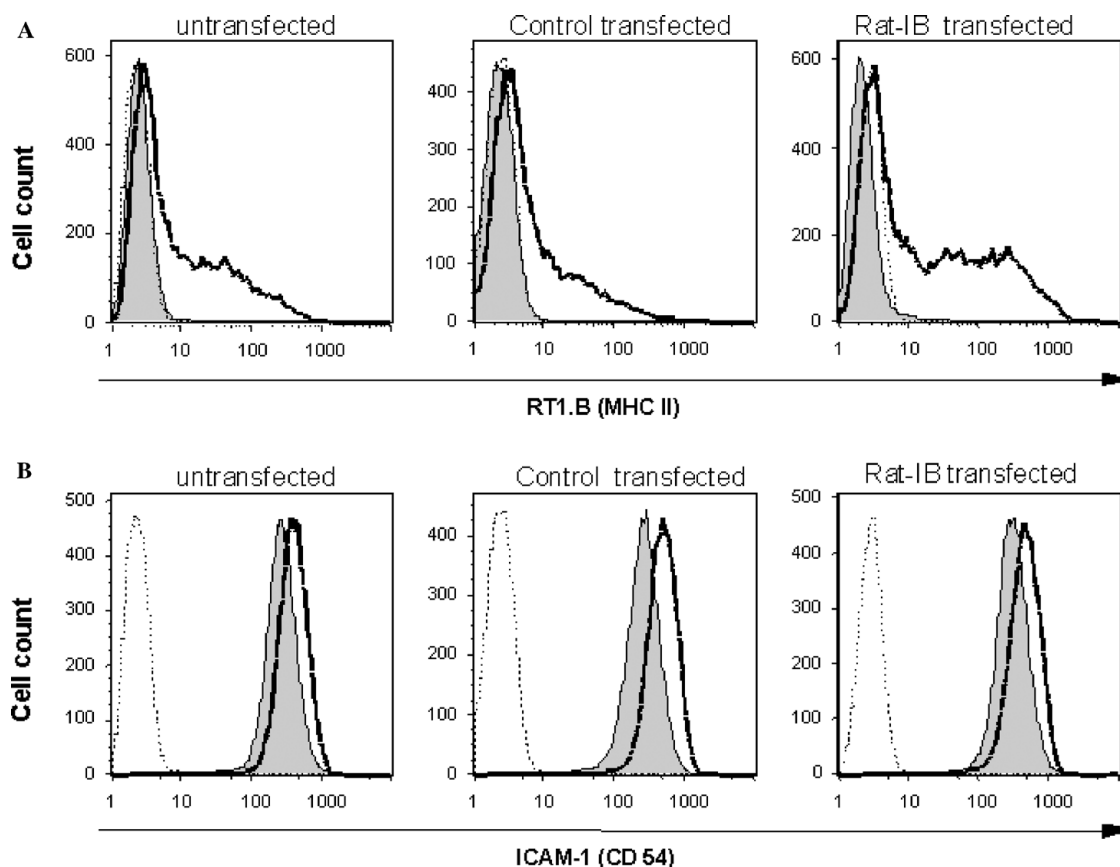 A
untransfected
Control transfected
Rat-IB transfected
Cell count
600
400
200
0
1 10 100 1000
400
300
200
100
0
1 10 100 1000
600
400
200
0
1 10 100 1000
RT1.B (MHC II)
B
untransfected
Control transfected
Rat-IB transfected
Cell count
500
400
300
200
100
0
1 10 100 1000
400
300
200
100
0
1 10 100 1000
500
400
300
200
100
0
1 10 100 1000
ICAM-1 (CD 54)